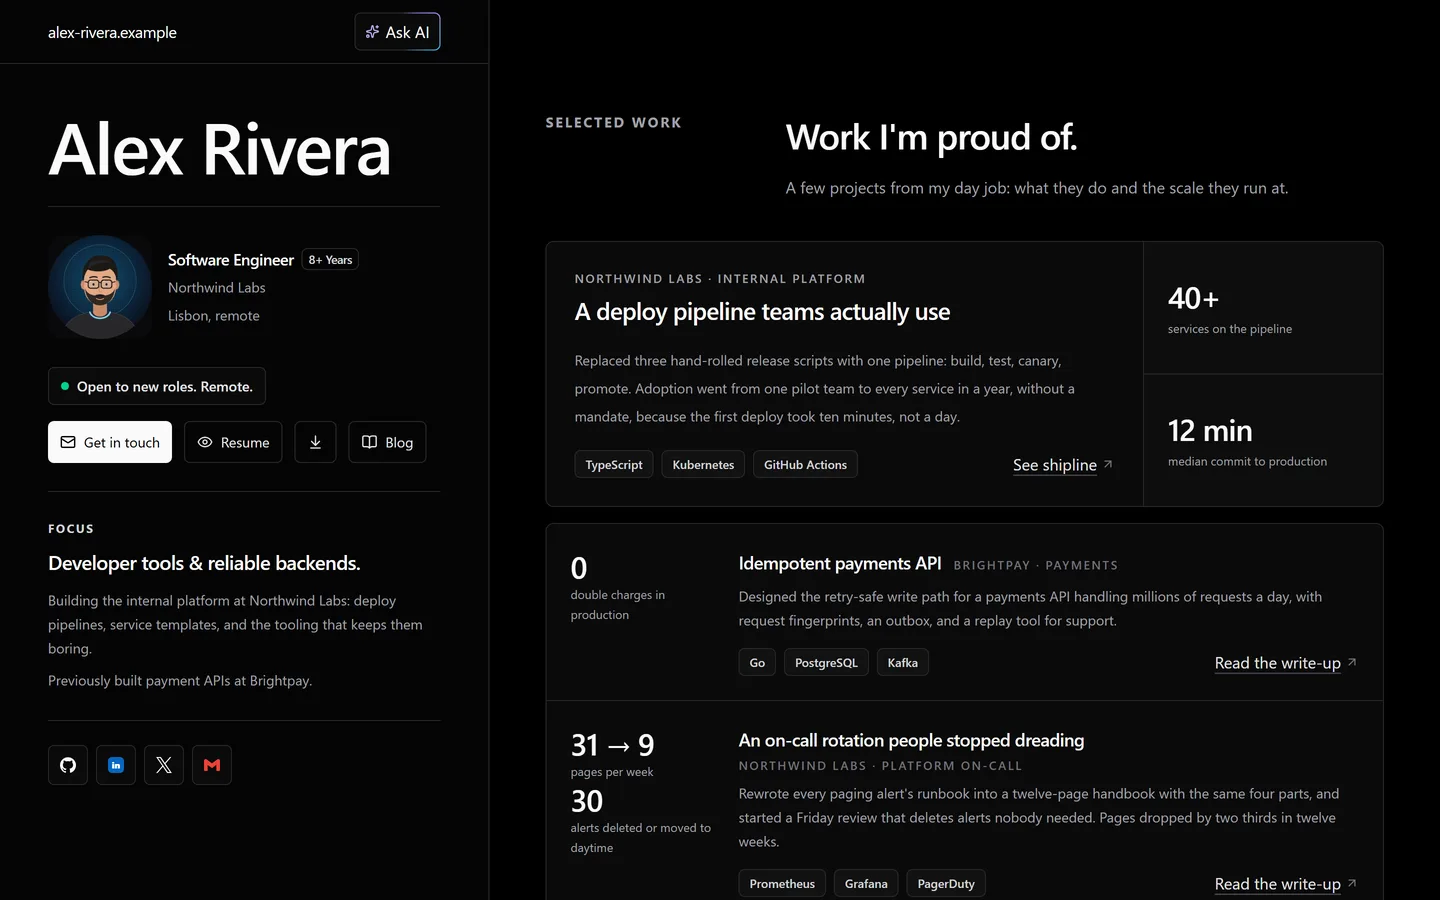 alex-rivera.example
Ask AI
Alex Rivera
Software Engineer
8+ Years
Northwind Labs
Lisbon, remote
Open to new roles. Remote.
Get in touch
Resume
Blog
FOCUS
Developer tools & reliable backends.
Building the internal platform at Northwind Labs: deploy
pipelines, service templates, and the tooling that keeps them
boring.
Previously built payment APIs at Brightpay.
in
SELECTED WORK
Work I'm proud of.
A few projects from my day job: what they do and the scale they run at.
NORTHWIND LABS · INTERNAL PLATFORM
A deploy pipeline teams actually use
Replaced three hand-rolled release scripts with one pipeline: build, test, canary,
promote. Adoption went from one pilot team to every service in a year, without a
mandate, because the first deploy took ten minutes, not a day.
TypeScript
Kubernetes
GitHub Actions
See shipline
40+
services on the pipeline
12 min
median commit to production
0
double charges in
production
Idempotent payments API
BRIGHTPAY · PAYMENTS
Designed the retry-safe write path for a payments API handling millions of requests a day, with
request fingerprints, an outbox, and a replay tool for support.
Go
PostgreSQL
Kafka
Read the write-up
31 → 9
pages per week
30
alerts deleted or moved to
daytime
An on-call rotation people stopped dreading
NORTHWIND LABS · PLATFORM ON-CALL
Rewrote every paging alert's runbook into a twelve-page handbook with the same four parts, and
started a Friday review that deletes alerts nobody needed. Pages dropped by two thirds in twelve
weeks.
Prometheus
Grafana
PagerDuty
Read the write-up